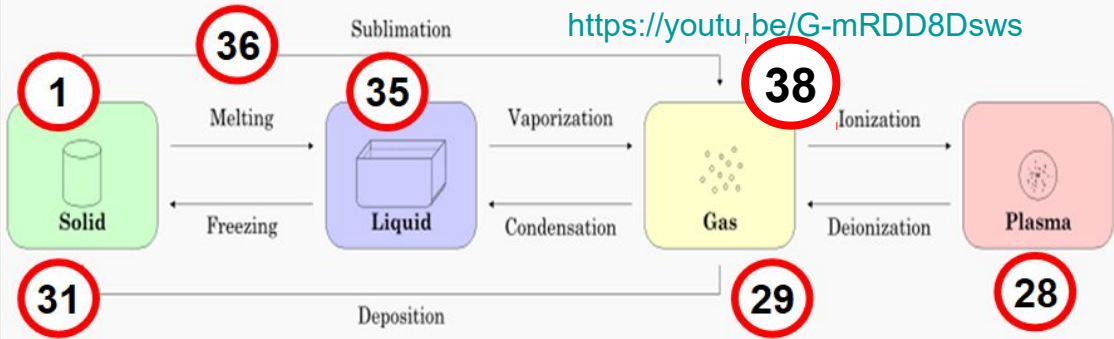 https://youtu.be/G-mRDD8Dsws
Sublimation
36
1
35
38
Melting
Vaporization
Ionization
Solid
Freezing
Liquid
Condensation
Gas
Deionization
Plasma
31
Deposition
29
28